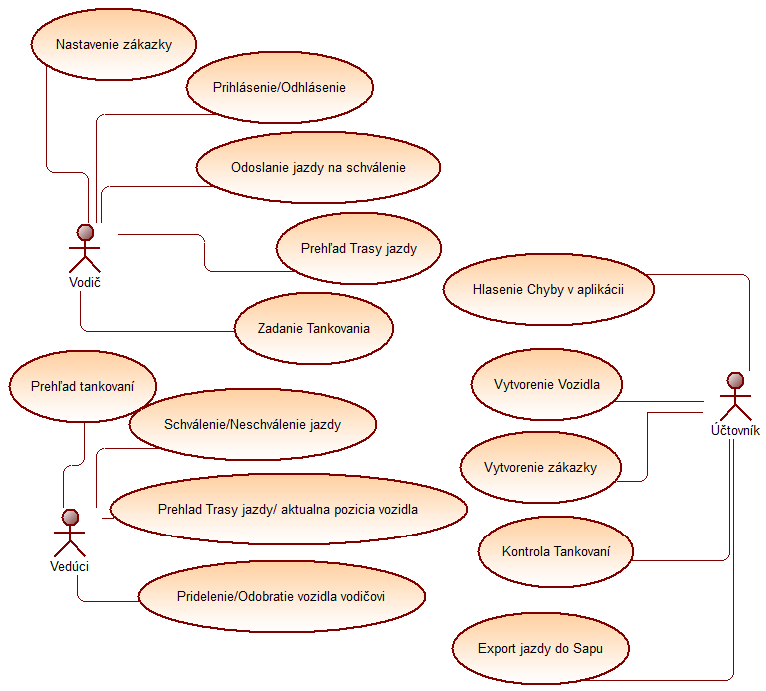 Nastavenie zákazky
Prihlásenie/Odhlásenie
Odoslanie jazdy na schválenie
Prehľad Trasy jazdy
Vodič
Zadanie Tankovania
Hlasenie Chyby v aplikácii
Prehľad tankovaní
Vytvorenie Vozidla
Schválenie/Neschválenie jazdy
Účtovník
Vytvorenie zákazky
Prehlad Trasy jazdy/ aktualna pozicia vozidla
Kontrola Tankovaní
Vedúci
Pridelenie/Odobratie vozidla vodičovi
Export jazdy do Sapu